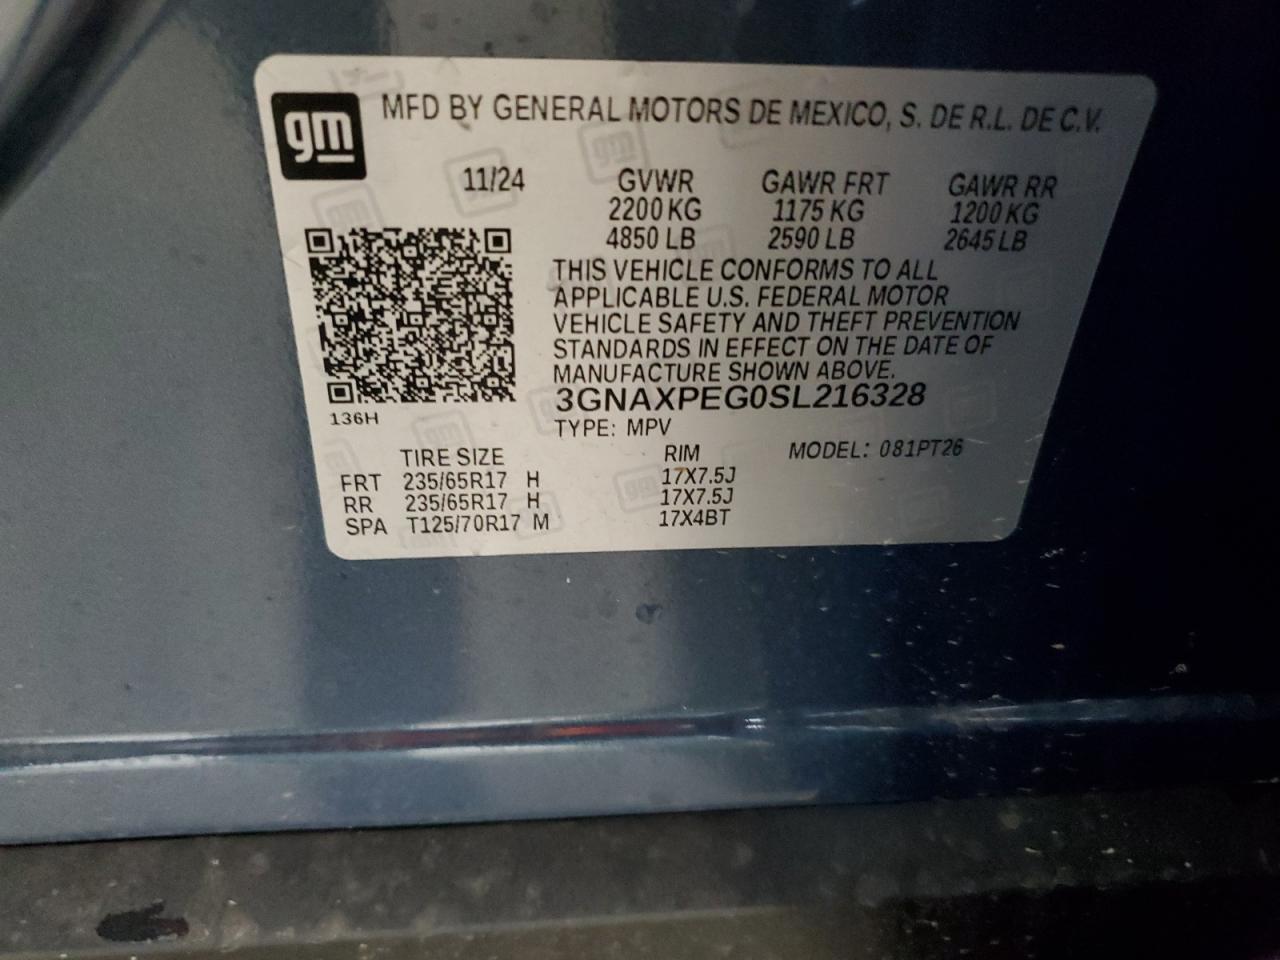 gm
MFD BY GENERAL MOTORS DE MEXICO, S. DE R.L. DE C.V.
11/24 GVWR GAWR FRT GAWR RR
2200 KG 1175 KG 1200 KG
4850 LB 2590 LB 2645 LB
THIS VEHICLE CONFORMS TO ALL
APPLICABLE U.S. FEDERAL MOTOR
VEHICLE SAFETY AND THEFT PREVENTION
STANDARDS IN EFFECT ON THE DATE OF
MANUFACTURE SHOWN ABOVE.
3GNAXPEG0SL216328
136H
TYPE: MPV
TIRE SIZE RIM MODEL: 081PT26
FRT 235/65R17 H 17X7.5J
RR 235/65R17 H 17X7.5J
SPA T125/70R17 M 17X4BT